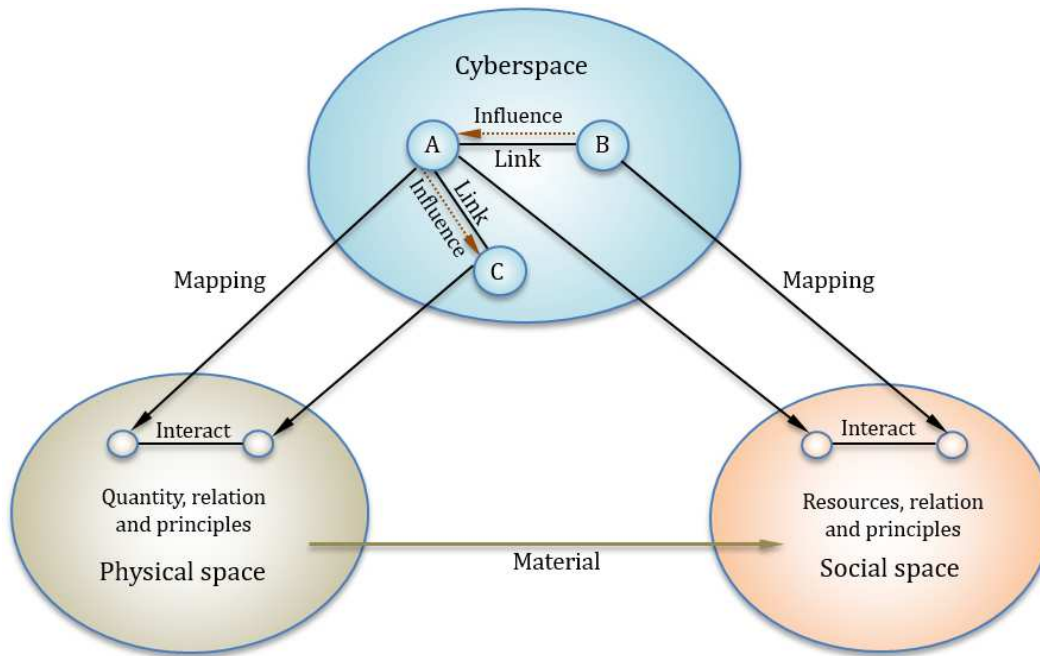 Cyberspace
Influence
A
B
Link
Link
Influence
C
Mapping
Mapping
Interact
Interact
Quantity, relation
and principles
Physical space
Resources, relation
and principles
Social space
Material